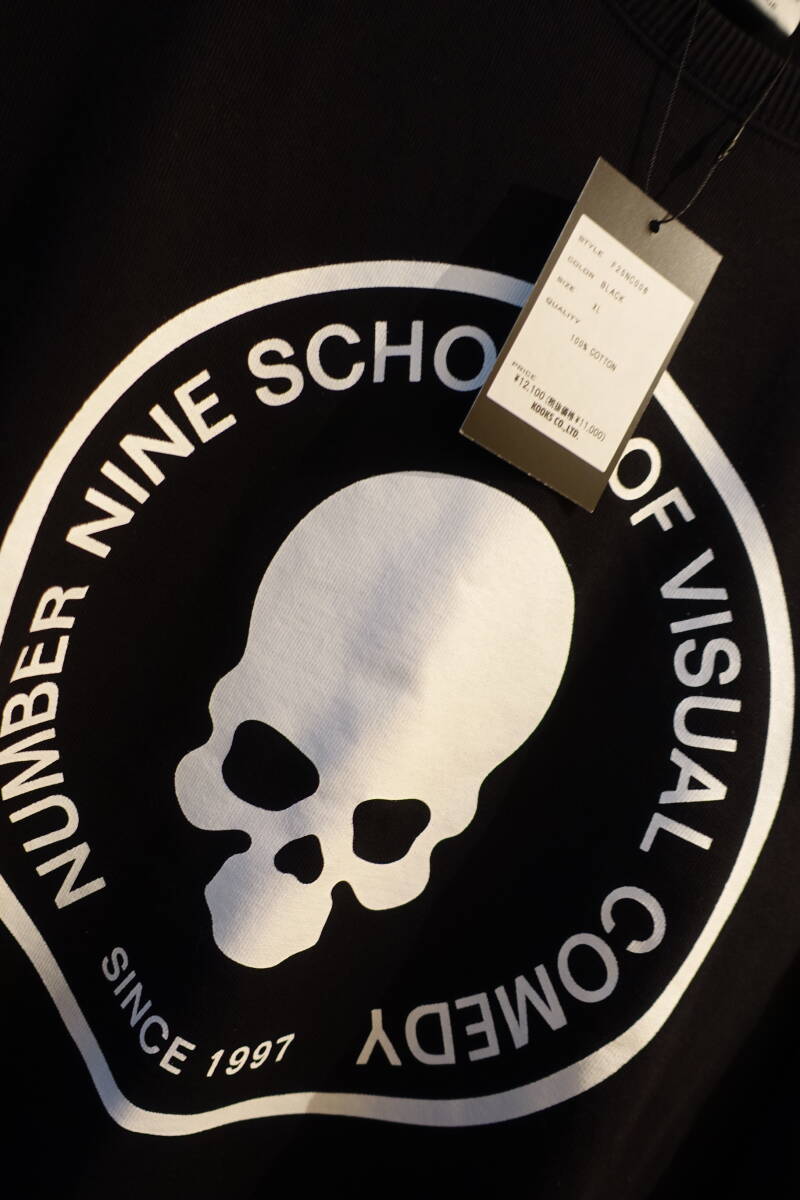 NUMBER NINE SCHO OF VISUAL COMEDY
SINCE 1997
STYLE F25NC008
COLOR BLACK
SIZE XL
QUALITY
100% COTTON
PRICE
¥12,100 (税抜価格 ¥11,000)
KOOKS CO.,LTD.